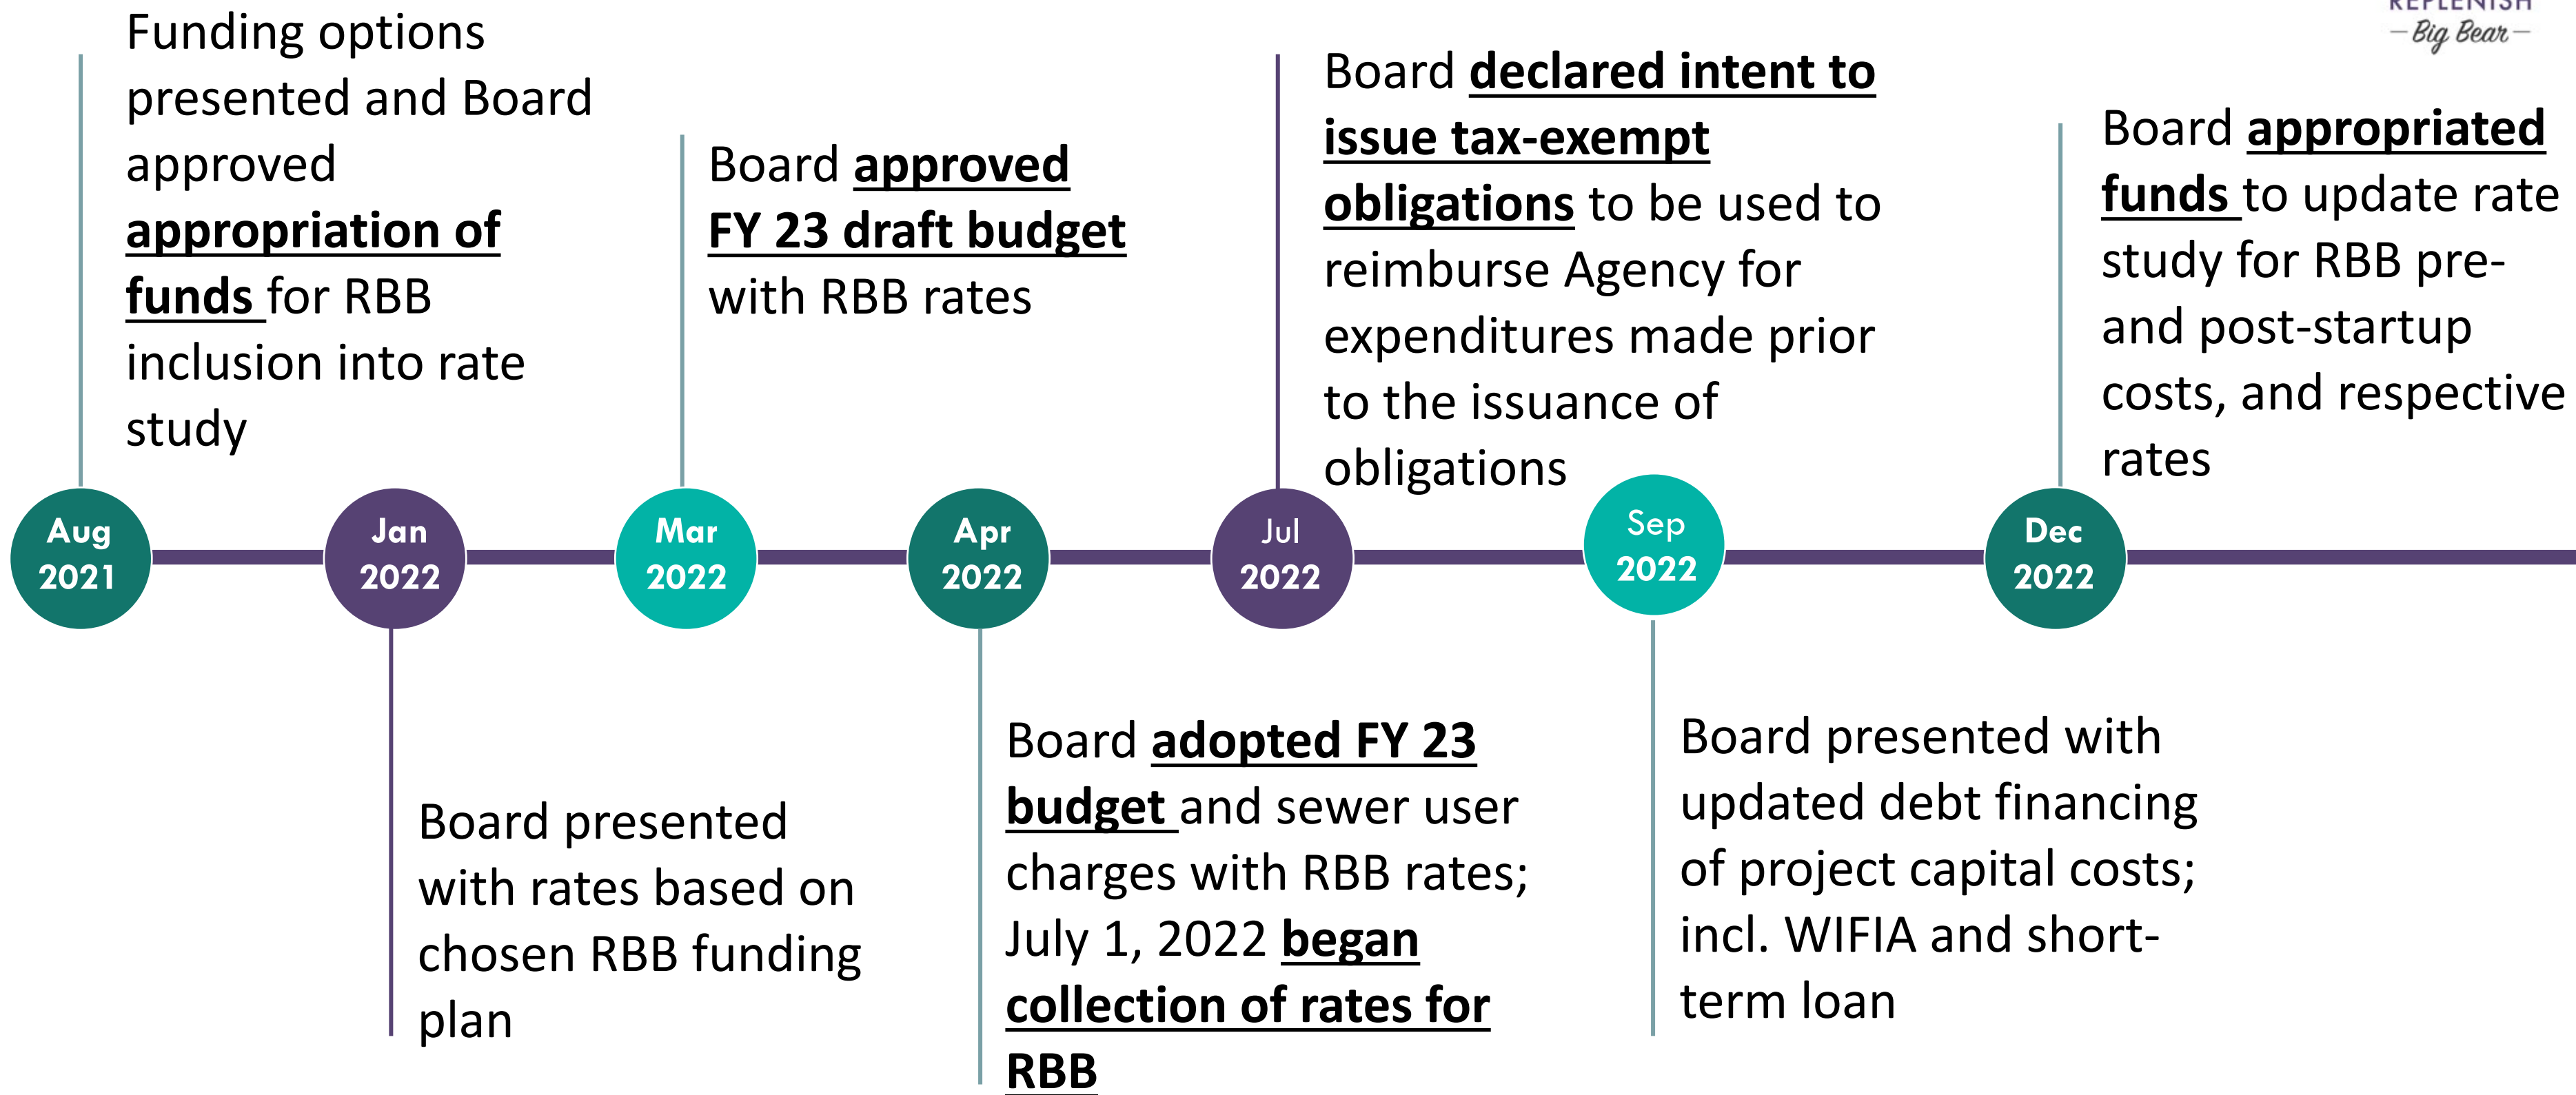 REPLENISH
—Big Bear—
Funding options
presented and Board
approved
appropriation of
funds for RBB
inclusion into rate
study
Board approved
FY 23 draft budget
with RBB rates
Board declared intent to
issue tax-exempt
obligations to be used to
reimburse Agency for
expenditures made prior
to the issuance of
obligations
Board appropriated
funds to update rate
study for RBB pre-
and post-startup
costs, and respective
rates
Aug
2021
Jan
2022
Mar
2022
Apr
2022
Jul
2022
Sep
2022
Dec
2022
Board presented
with rates based on
chosen RBB funding
plan
Board adopted FY 23
budget and sewer user
charges with RBB rates;
July 1, 2022 began
collection of rates for
RBB
Board presented with
updated debt financing
of project capital costs;
incl. WIFIA and short-
term loan